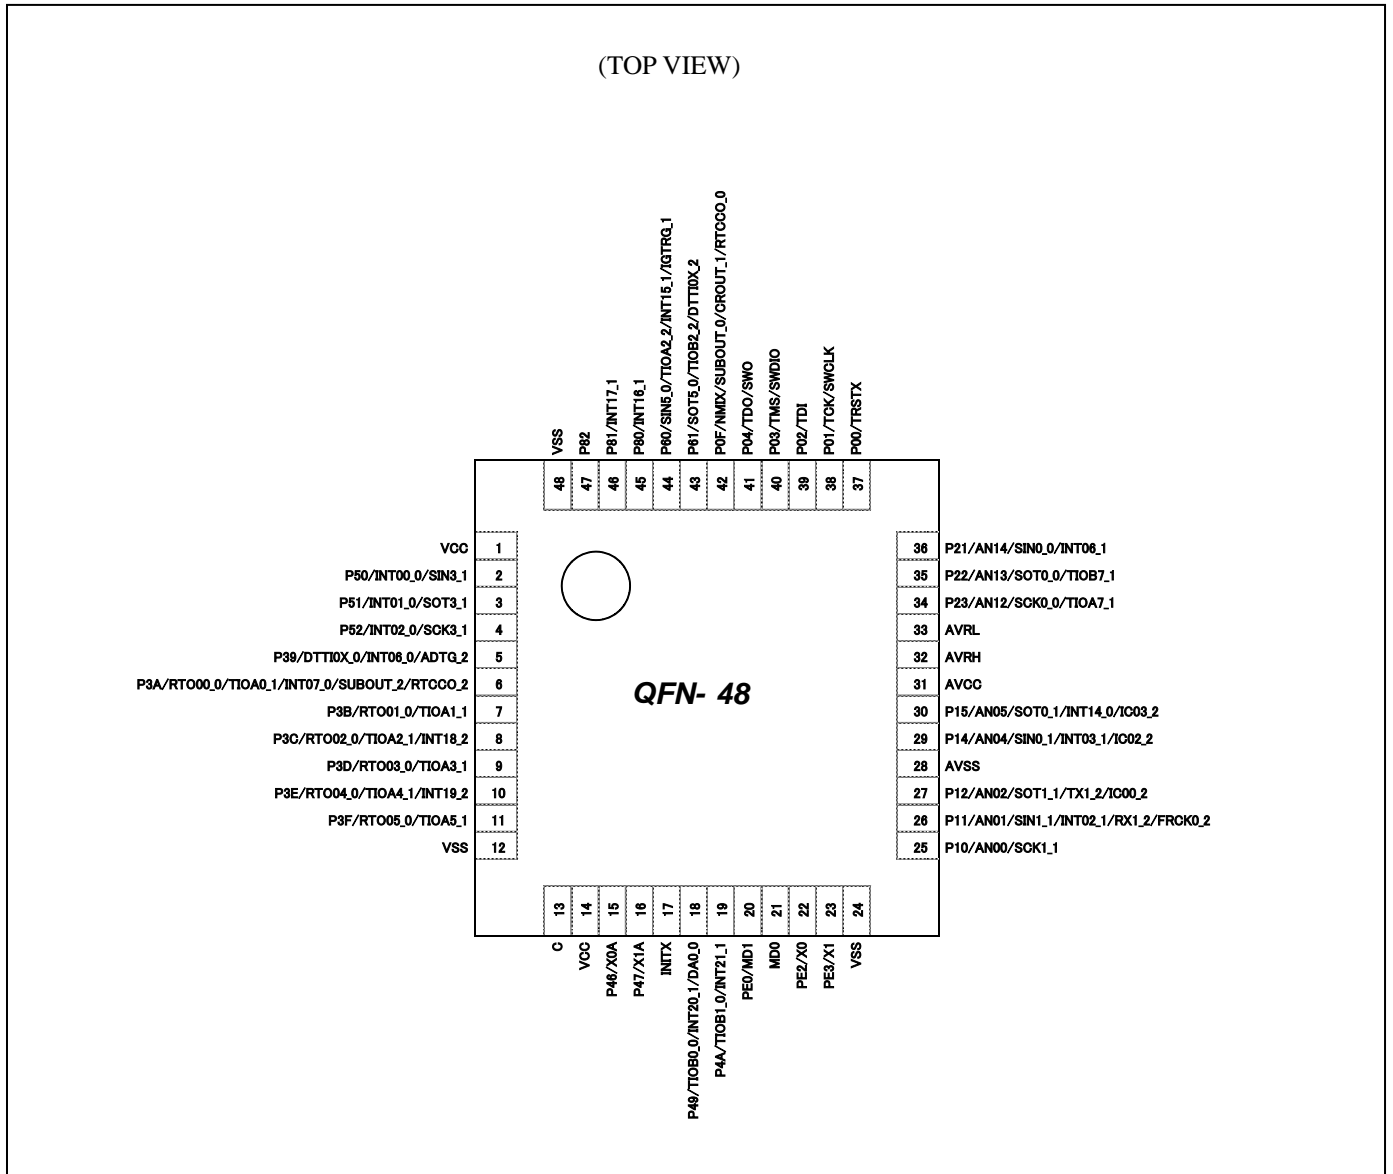 (TOP VIEW)
VSS
P82
P81/INT17_1
P80/INT16_1
P60/SIN5_0/TIOA2_2/INT15_1/IGTRG_1
P61/SOT5_0/TIOB2_2/DTTI0X_2
P0F/NMIX/SUBOUT_0/CROUT_1/RTCCO_0
P04/TDO/SWO
P03/TMS/SWDIO
P02/TDI
P01/TCK/SWCLK
P00/TRSTX
48 47 46 45 44 43 42 41 40 39 38 37
VCC 1
P50/INT00_0/SIN3_1 2
P51/INT01_0/SOT3_1 3
P52/INT02_0/SCK3_1 4
P39/DTTI0X_0/INT06_0/ADTG_2 5
P3A/RTO00_0/TIOA0_1/INT07_0/SUBOUT_2/RTCCO_2 6
P3B/RTO01_0/TIOA1_1 7
P3C/RTO02_0/TIOA2_1/INT18_2 8
P3D/RTO03_0/TIOA3_1 9
P3E/RTO04_0/TIOA4_1/INT19_2 10
P3F/RTO05_0/TIOA5_1 11
VSS 12
QFN- 48
36 P21/AN14/SIN0_0/INT06_1
35 P22/AN13/SOT0_0/TIOB7_1
34 P23/AN12/SCK0_0/TIOA7_1
33 AVRL
32 AVRH
31 AVCC
30 P15/AN05/SOT0_1/INT14_0/IC03_2
29 P14/AN04/SIN0_1/INT03_1/IC02_2
28 AVSS
27 P12/AN02/SOT1_1/TX1_2/IC00_2
26 P11/AN01/SIN1_1/INT02_1/RX1_2/FRCK0_2
25 P10/AN00/SCK1_1
13 14 15 16 17 18 19 20 21 22 23 24
C
VCC
P46/X0A
P47/X1A
INITX
P49/TIOB0_0/INT20_1/DA0_0
P4A/TIOB1_0/INT21_1
PE0/MD1
MD0
PE2/X0
PE3/X1
VSS